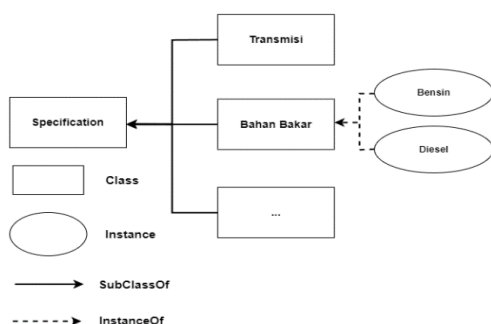 Transmisi
Specification
Bahan Bakar
Bensin
Diesel
...
Class
Instance
SubClassOf
InstanceOf